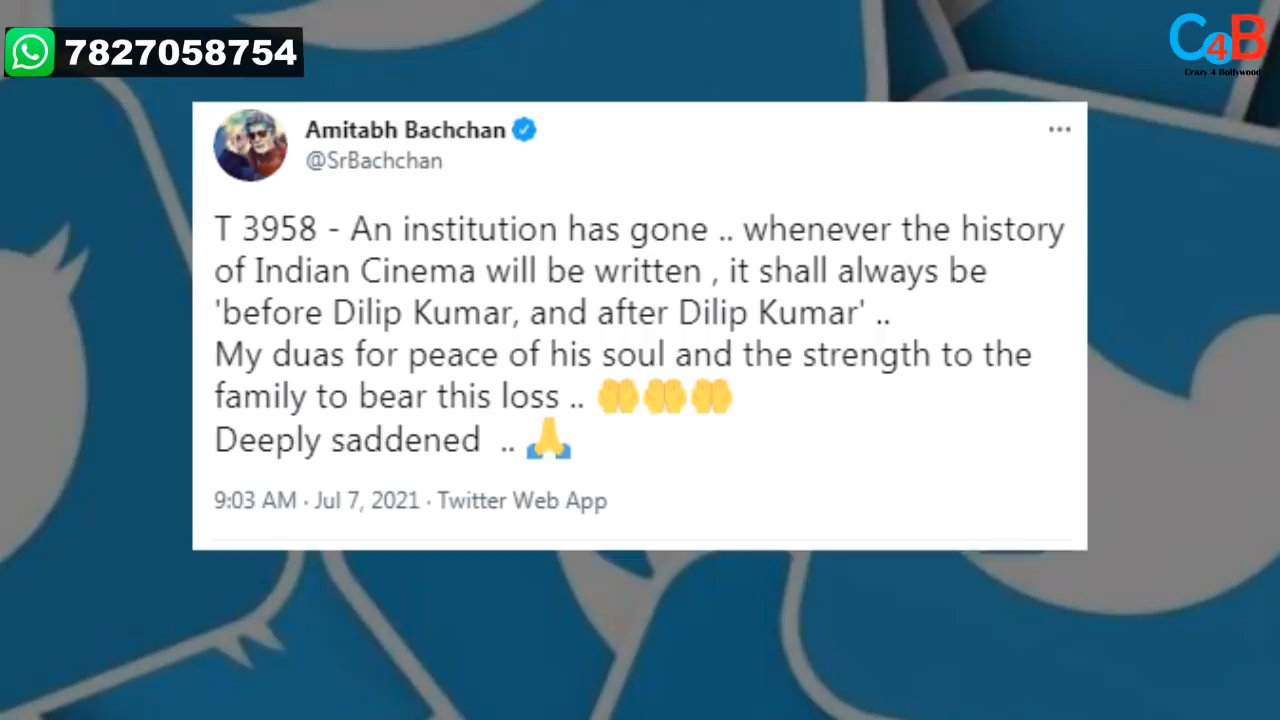 7827058754
C4B
Crazy 4 Bollywood
Amitabh Bachchan
@SrBachchan
T 3958 - An institution has gone .. whenever the history
of Indian Cinema will be written , it shall always be
'before Dilip Kumar, and after Dilip Kumar' ..
My duas for peace of his soul and the strength to the
family to bear this loss .. 🤲🤲🤲
Deeply saddened .. 🙏
9:03 AM · Jul 7, 2021 · Twitter Web App